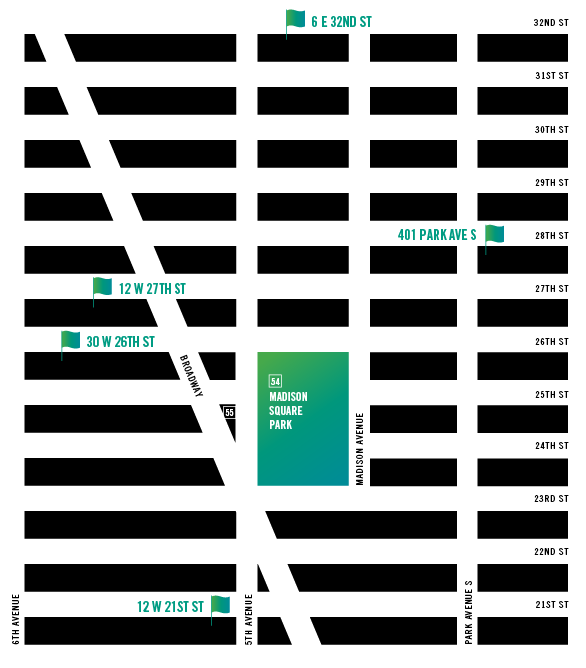 6 E 32ND ST
32ND ST
31ST ST
30TH ST
29TH ST
401 PARK AVE S
28TH ST
12 W 27TH ST
27TH ST
30 W 26TH ST
26TH ST
BROADWAY
54
MADISON
SQUARE
PARK
25TH ST
55
MADISON AVENUE
24TH ST
23RD ST
22ND ST
12 W 21ST ST
21ST ST
6TH AVENUE
5TH AVENUE
PARK AVENUE S